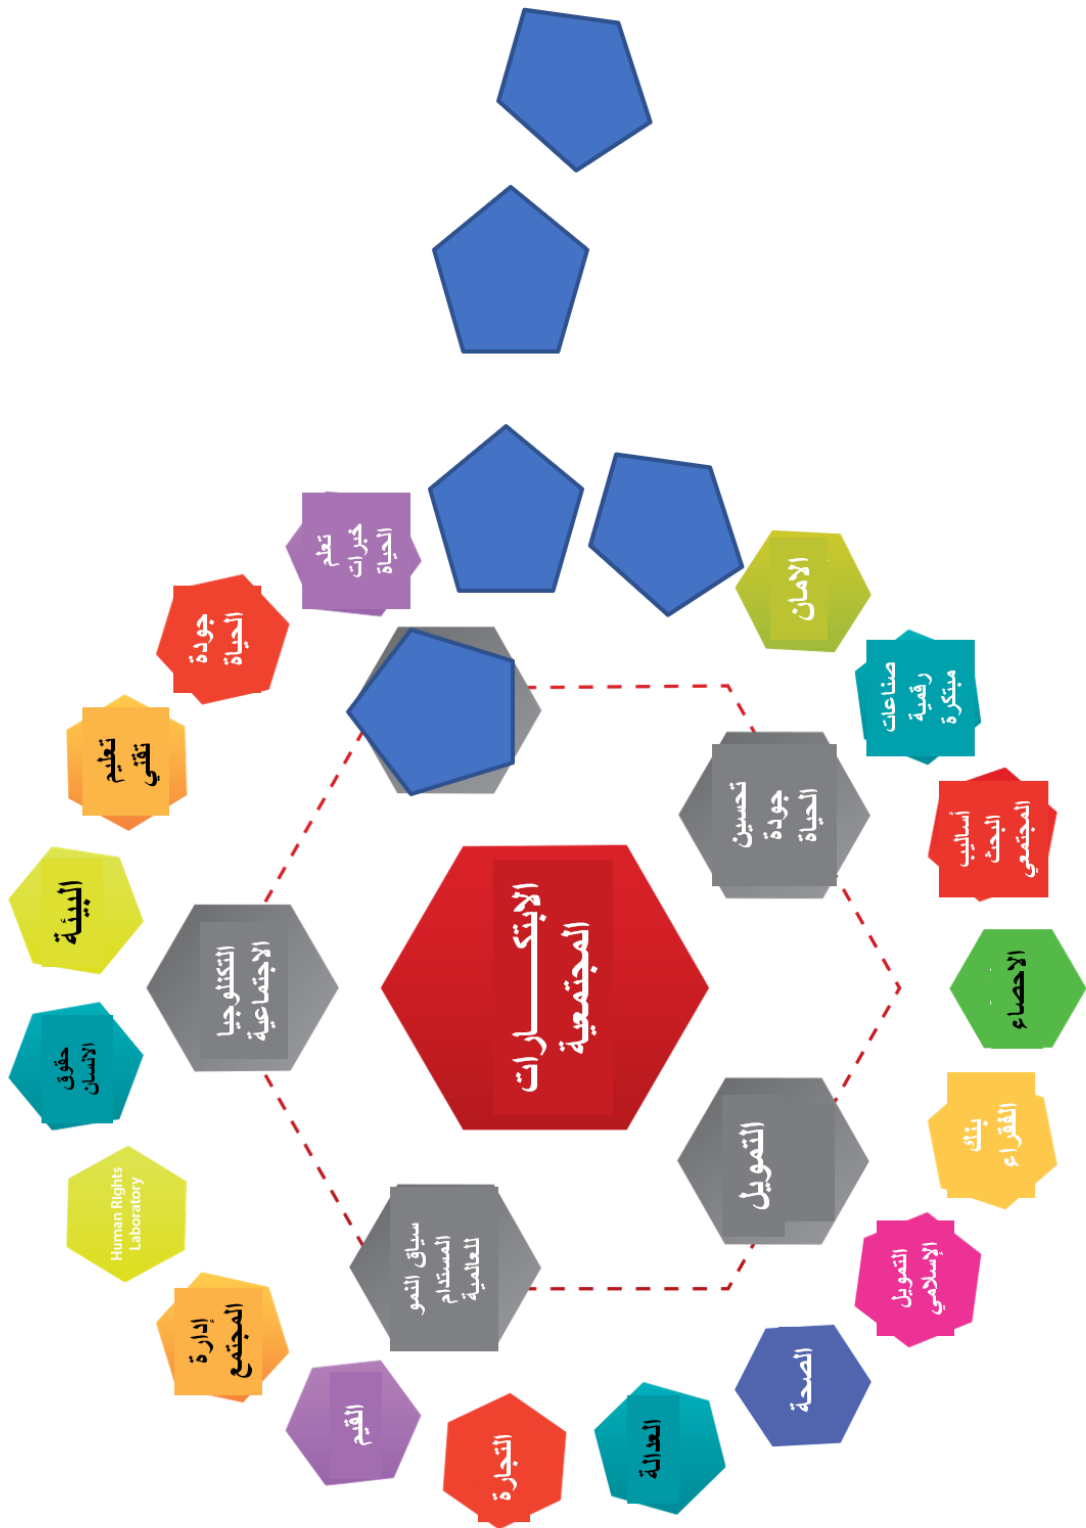 الابتكـــــــارات
المجتمعية
التكنلوجيا
الاجتماعية
تحسين
جودة
الحياة
التمويل
سياق النمو
المستدام
للعالمية
تعلم
خبرات
الحياة
جودة
الحياة
تعليم
تقني
البيئة
حقوق
الانسان
Human Rights
Laboratory
إدارة
المجتمع
القيم
التجارة
العدالة
الصحة
التمويل
الإسلامي
بنك
الفقراء
الاحصاء
أساليب
البحث
المجتمعي
صناعات
رقمية
مبتكرة
الامان